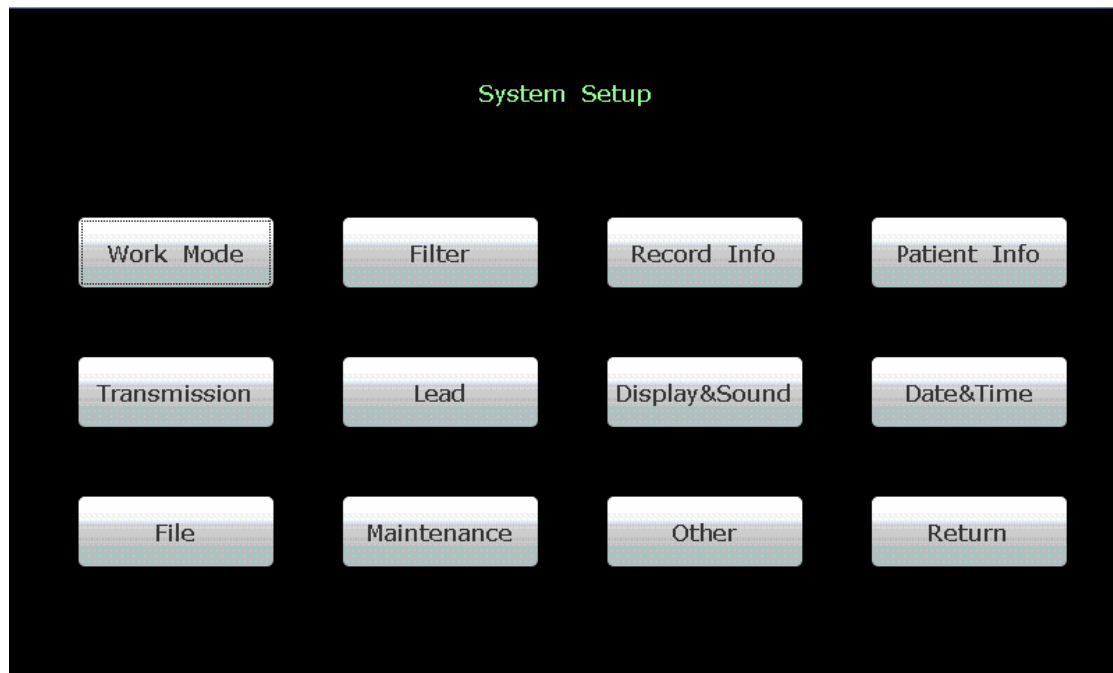 System Setup
Work Mode
Filter
Record Info
Patient Info
Transmission
Lead
Display&Sound
Date&Time
File
Maintenance
Other
Return